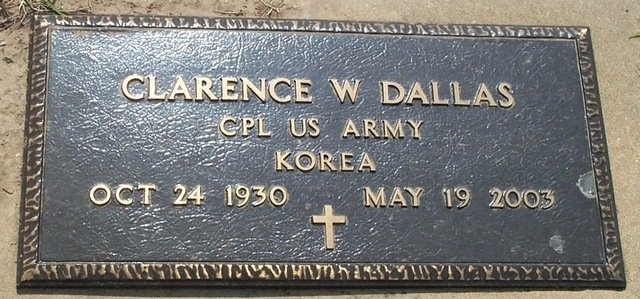 CLARENCE W DALLAS
CPL US ARMY
KOREA
OCT 24 1930 MAY 19 2003